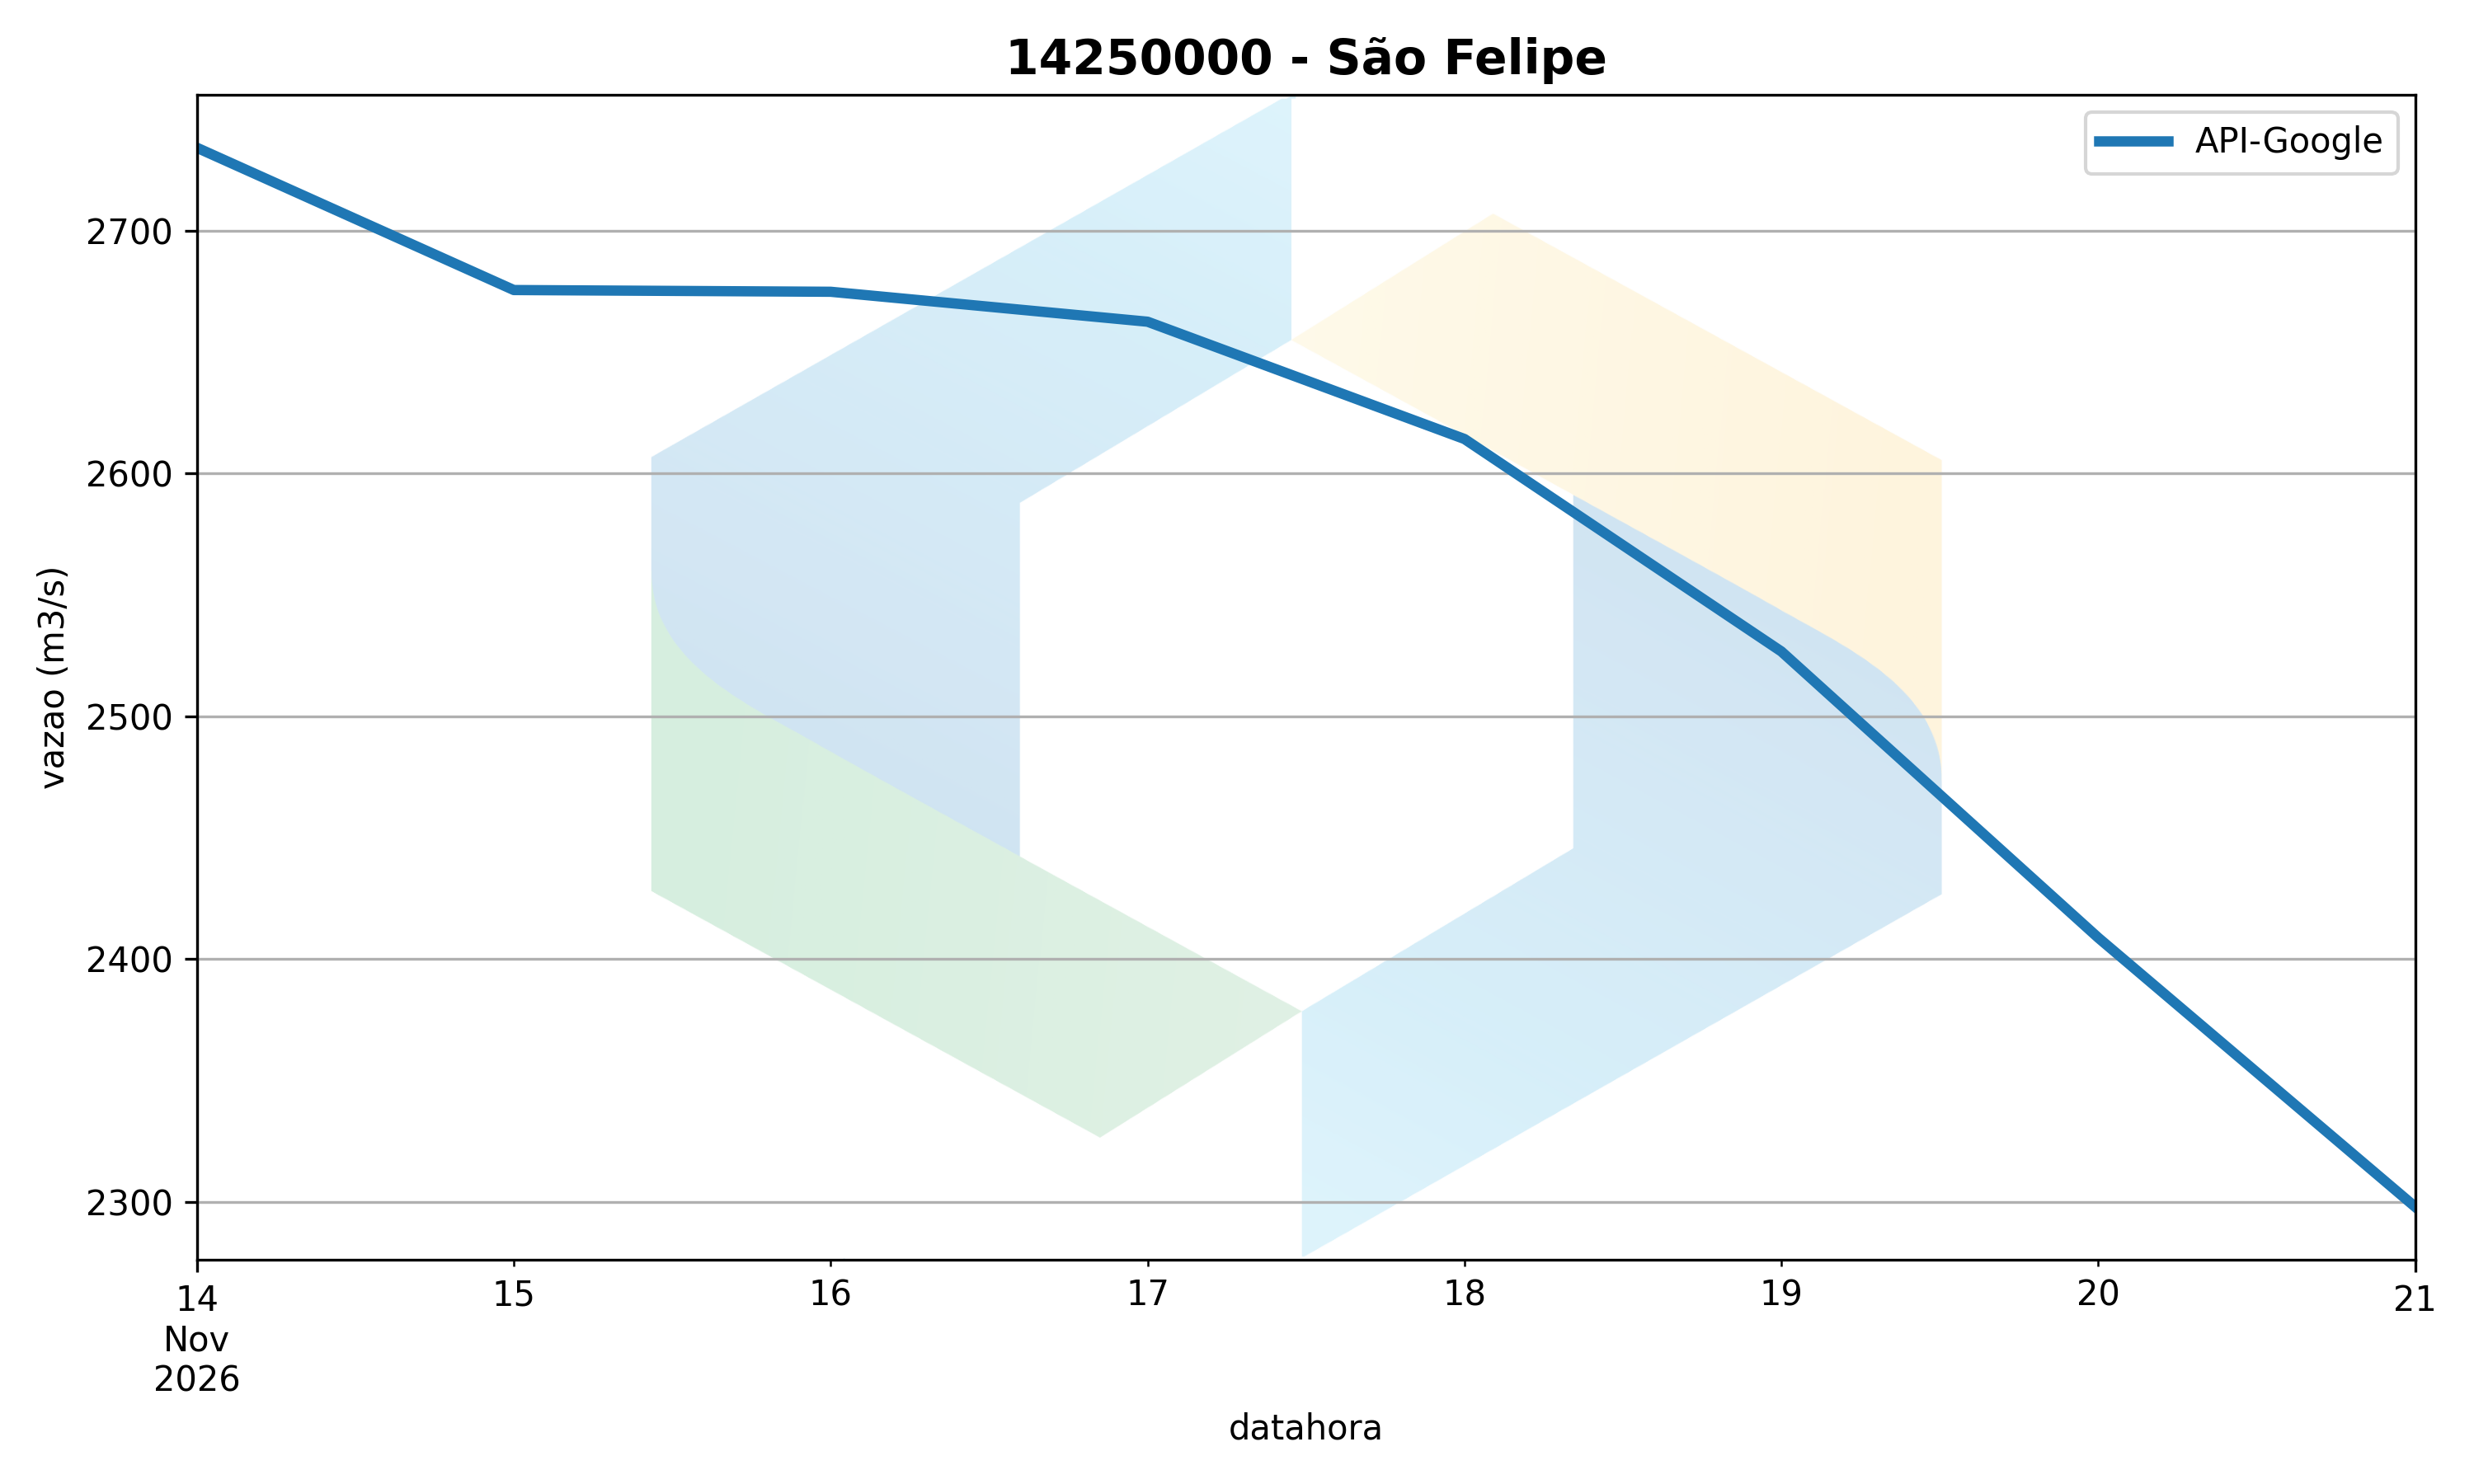 14250000 - São Felipe
API-Google
2700
2600
2500
2400
2300
vazao (m3/s)
14 15 16 17 18 19 20 21
Nov
2026
datahora